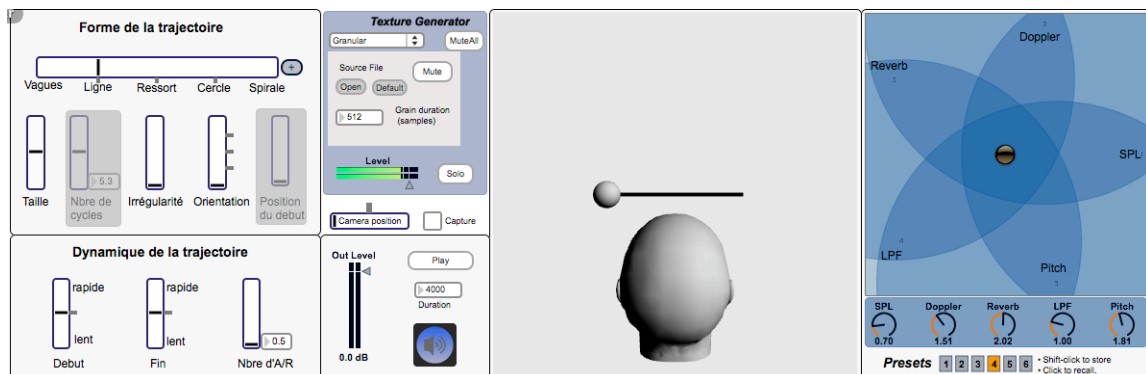 Forme de la trajectoire
Vagues Ligne Ressort Cercle Spirale
+
5.3
Taille
Nbre de
cycles
Irrégularité
Orientation
Position
du debut
Dynamique de la trajectoire
rapide
lent
Debut
rapide
lent
Fin
0.5
Nbre d'A/R
Texture Generator
Granular
MuteAll
Source File
Mute
Open Default
512
Grain duration
(samples)
Level
Solo
Camera position
Capture
Out Level
0.0 dB
Play
4000
Duration
3
Doppler
Reverb
3
SPL
4
LPF
Pitch
5
SPL Doppler Reverb LPF Pitch
0.70 1.51 2.02 1.00 1.81
Presets 1 2 3 4 5 6
• Shift-click to store
• Click to recall.